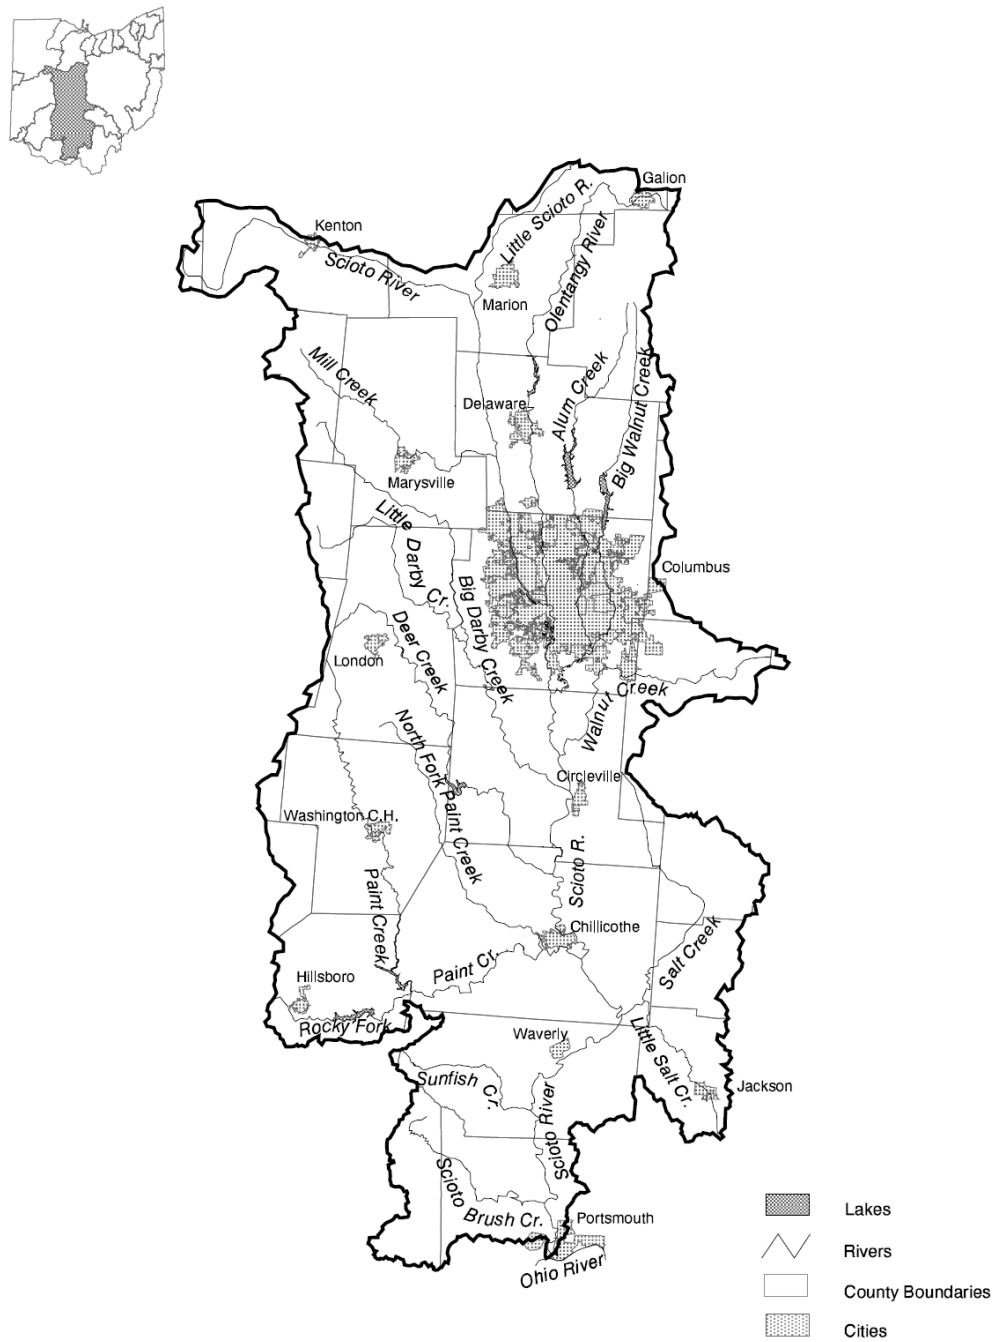 Galion
Little Scioto R.
Kenton
Scioto River
Olentangy River
Marion
Mill Creek
Alum Creek
Big Walnut Creek
Delaware
Marysville
Little Darby Cr.
Columbus
Big Darby Creek
Deer Creek
London
Walnut Creek
North Fork Paint Creek
Circleville
Washington C.H.
Scioto R.
Paint Creek
Chillicothe
Salt Creek
Paint Cr.
Hillsboro
Rocky Fork
Waverly
Little Salt Cr.
Sunfish Cr.
Jackson
Scioto River
Scioto Brush Cr.
Portsmouth
Ohio River
Lakes
Rivers
County Boundaries
Cities